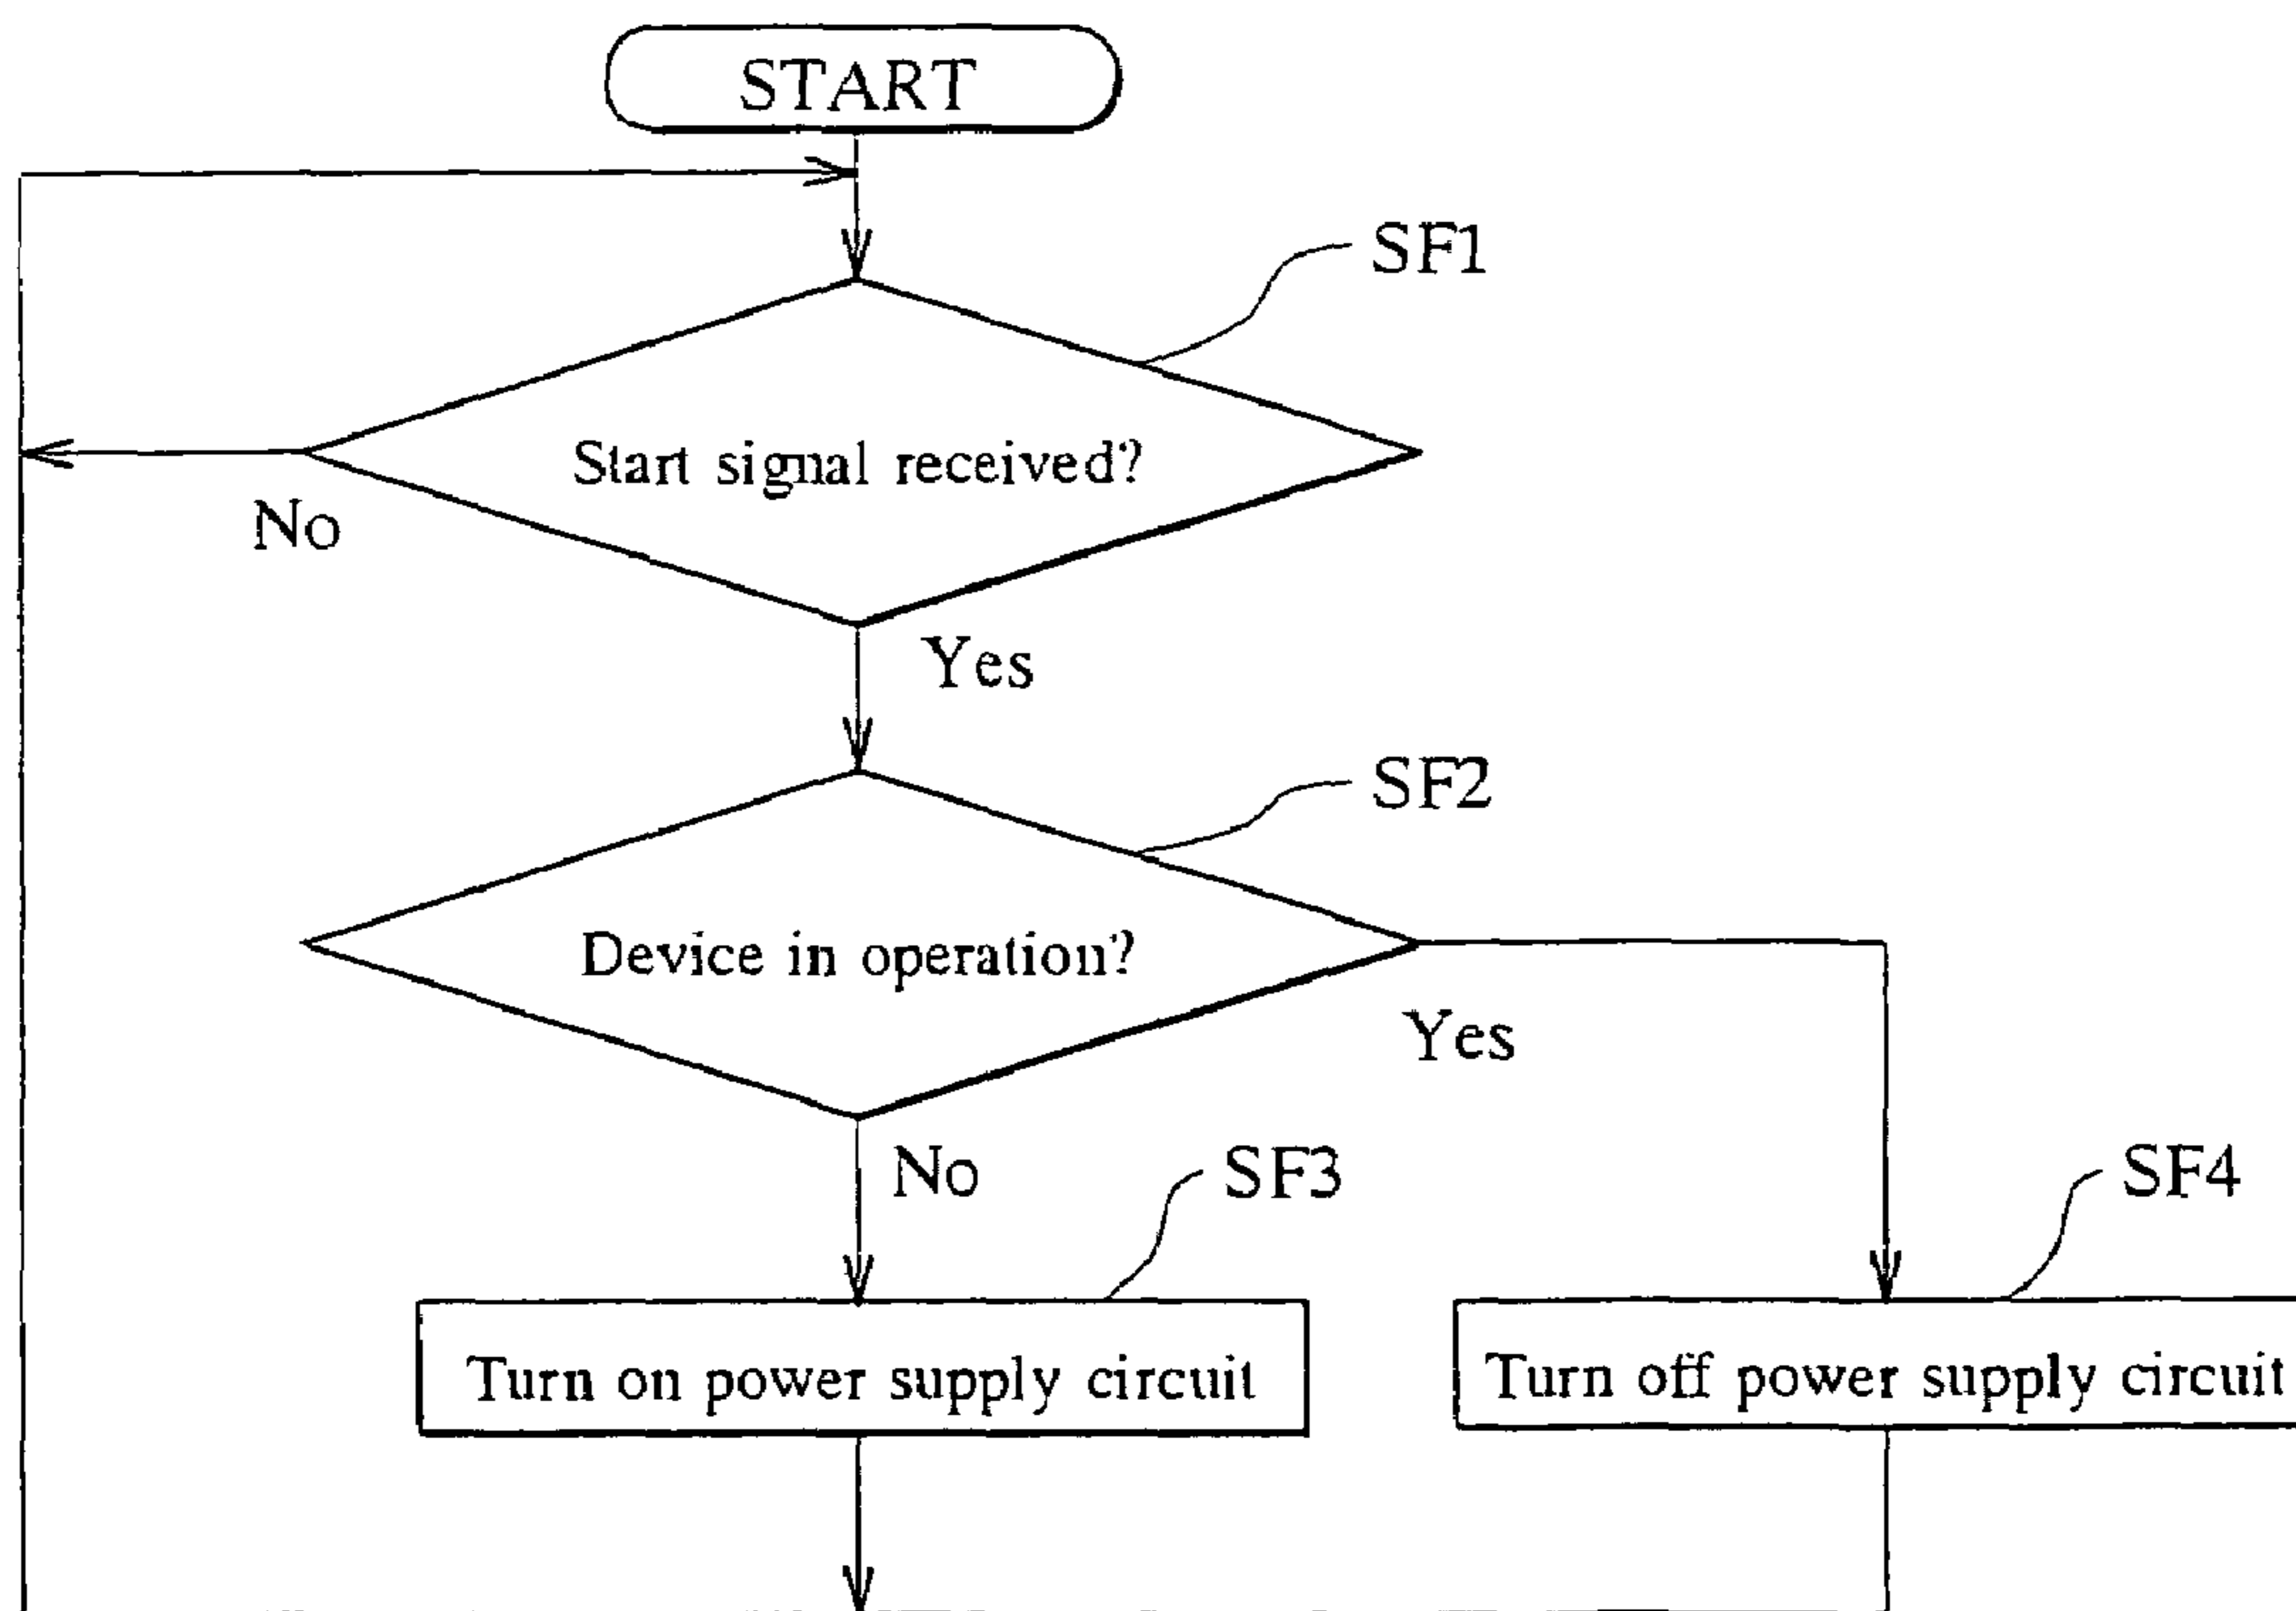 START
SF1
Start signal received?
No
Yes
SF2
Device in operation?
Yes
No
SF3
SF4
Turn on power supply circuit
Turn off power supply circuit